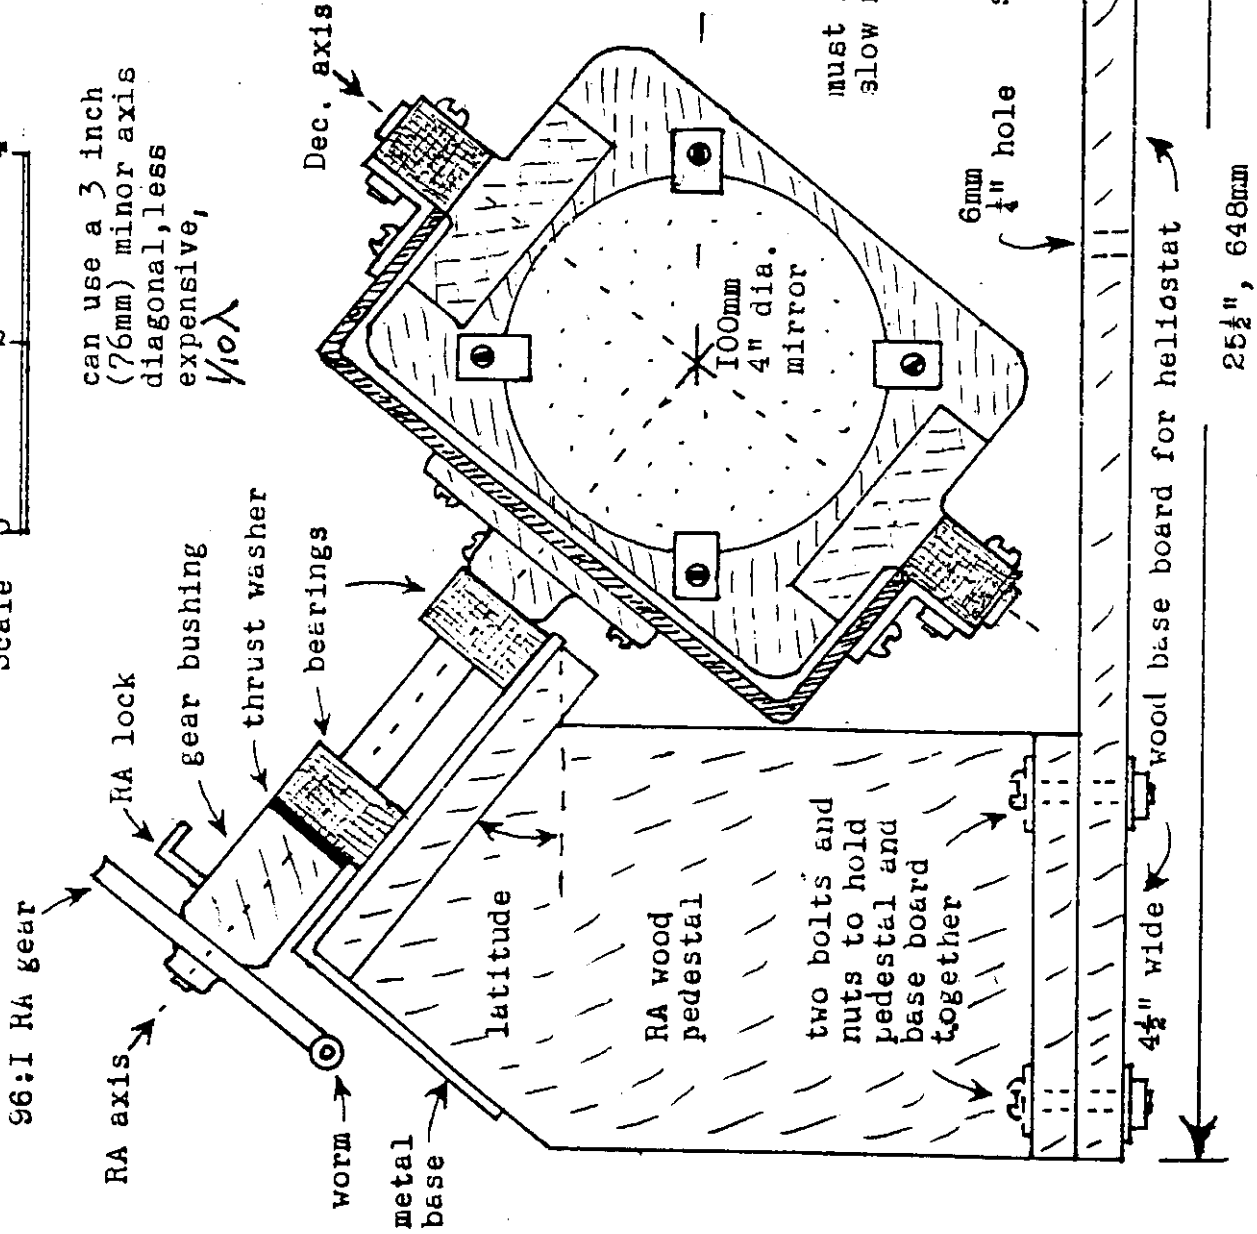 Scale
96:I RA gear
RA axis
RA lock
gear bushing
thrust washer
bearings
worm
metal
base
can use a 3 inch
(76mm) minor axis
diagonal, less
expensive,
1/10λ
Dec. axis
must
slow
I00mm
4" dia.
mirror
6mm
¼" hole
latitude
RA wood
pedestal
two bolts and
nuts to hold
pedestal and
base board
together
4½" wide
wood base board for heliostat
25½", 648mm